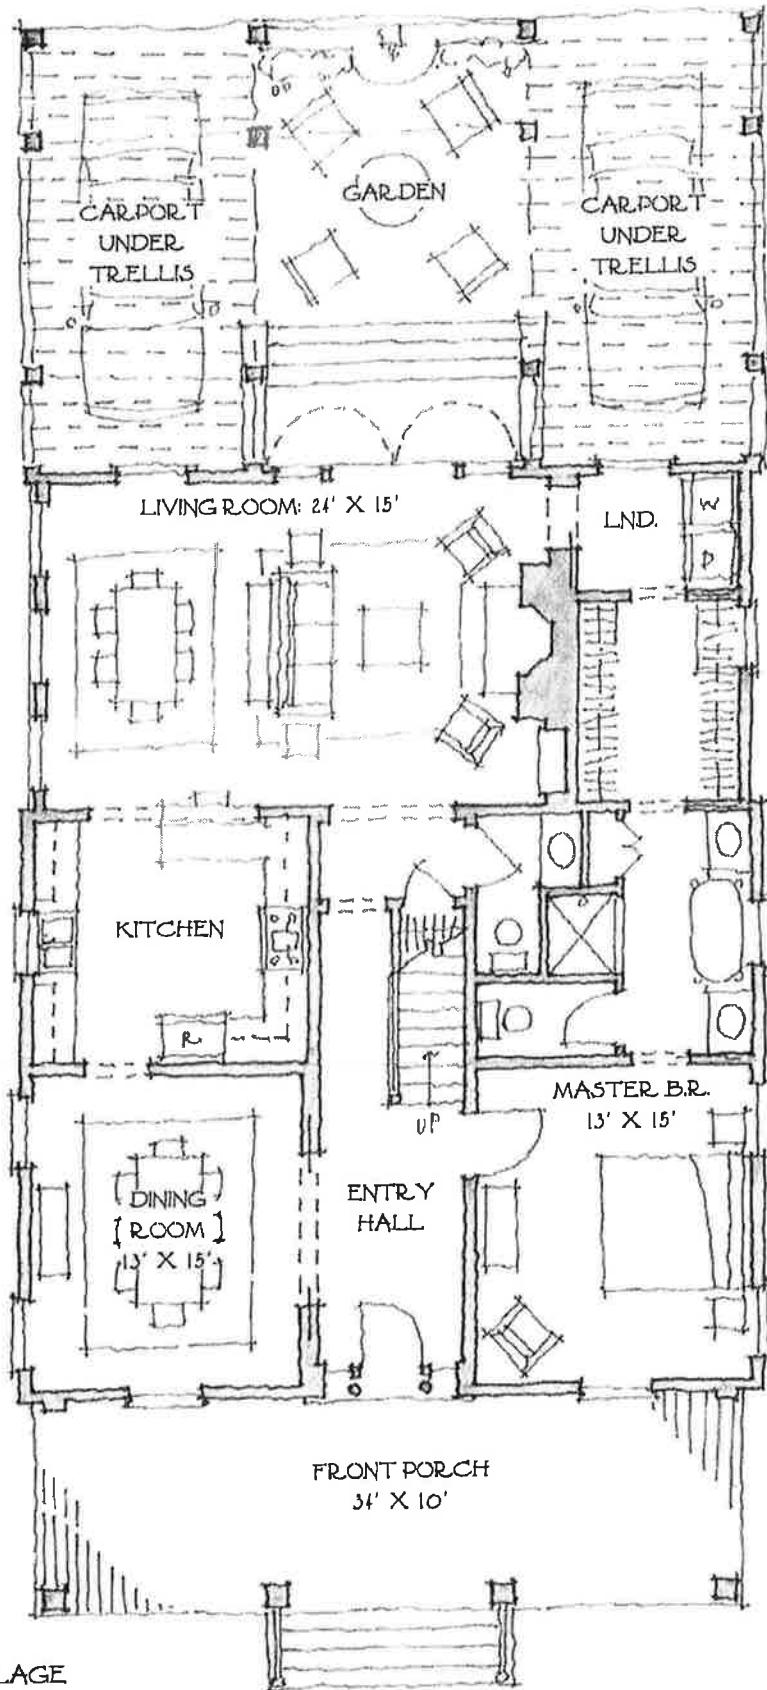 GARDEN
CARPORT
UNDER
TRELLIS
CARPORT
UNDER
TRELLIS
LIVING ROOM: 24' X 15'
LND.
W
D
KITCHEN
R.
MASTER B.R.
13' X 15'
UP
DINING
ROOM
13' X 15'
ENTRY
HALL
FRONT PORCH
34' X 10'
LAGE